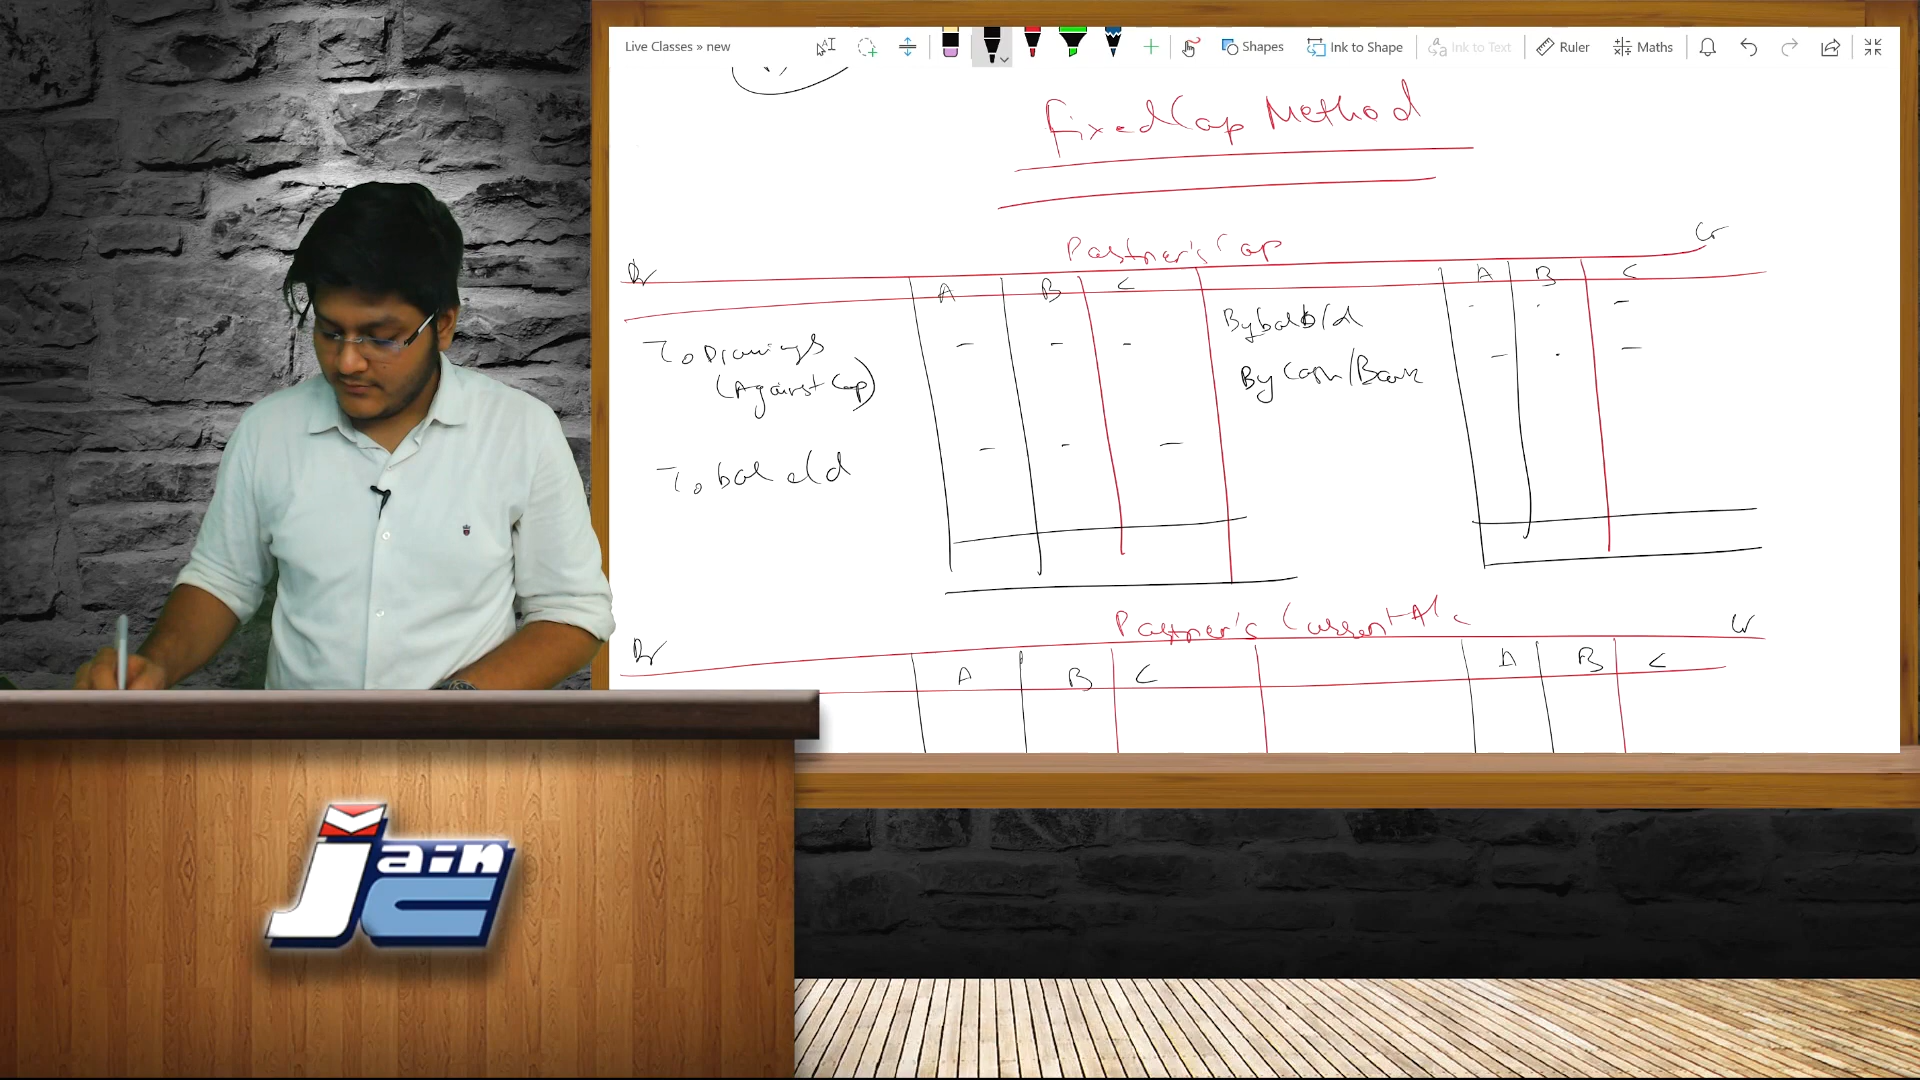 Live Classes » new
Shapes
Ink to Shape
Ink to Text
Ruler
Maths
Fixed Cap Method
Partner's Cap
Dr
Cr
A B C
A B C
To Drawings
(Against Cap)
To bal c/d
By bal b/d
By Cash/Bank
Partner's Current A/c
Dr
Cr
A B C
A B C
Jain
C